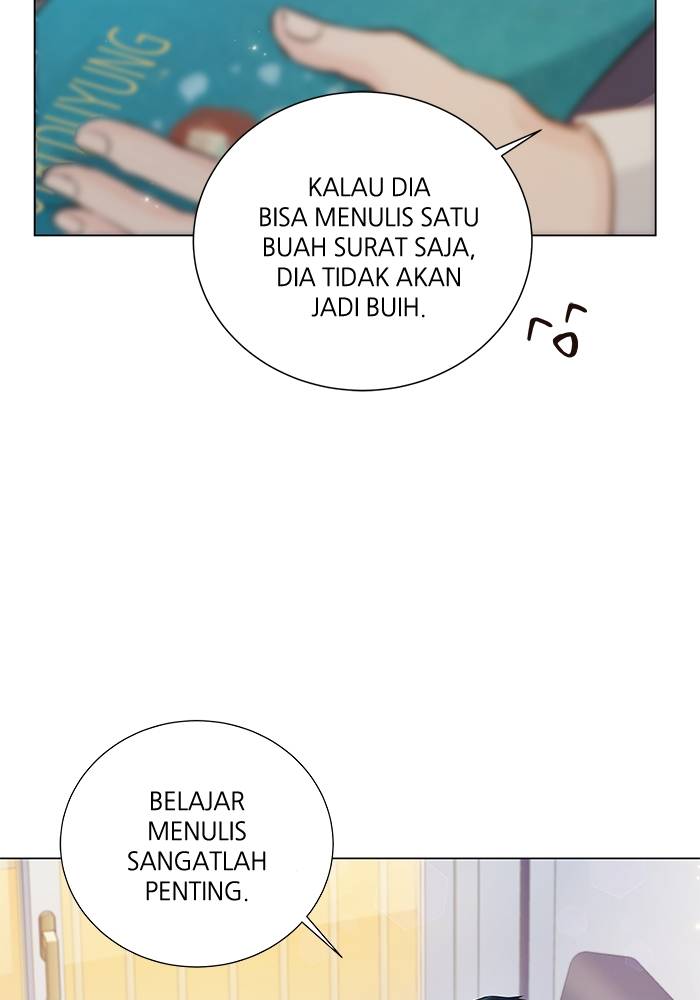 KALAU DIA
BISA MENULIS SATU
BUAH SURAT SAJA,
DIA TIDAK AKAN
JADI BUIH.
BELAJAR
MENULIS
SANGATLAH
PENTING.